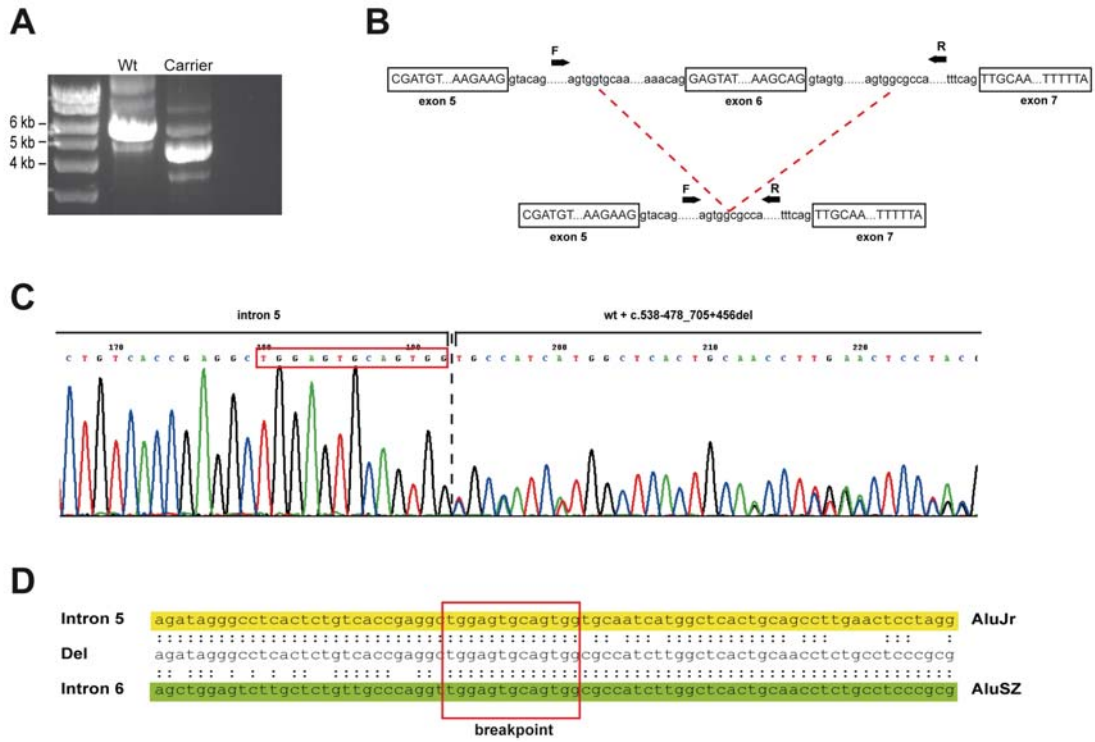 A
Wt Carrier
6 kb
5 kb
4 kb
B
F R
CGATGT...AAGAAG gtacag......agtggtgcaa...aaacag GAGTAT...AAGCAG gtagtg......agtggcgcca.....tttcag TTGCAA...TTTTTA
exon 5 exon 6 exon 7
F R
CGATGT...AAGAAG gtacag......agtggcgcca.....tttcag TTGCAA...TTTTTA
exon 5 exon 7
C
intron 5 wt + c.538-478_705+456del
170 180 190 200 210 220
C T G T C A C C G A G G C T G G A G T G C A G T G G T G C C A T C A T G G C T C A C T G C A A C C T T G A A C T C C T A C
D
Intron 5 agatagggcctcactctgtcaccgaggctggagtgcagtggtgcaatcatggctcactgcagccttgaactcctagg AluJr
Del agatagggcctcactctgtcaccgaggctggagtgcagtggcgccatcttggctcactgcaacctctgcctcccgcg
Intron 6 agctggagtcttgctctgttgcccaggttggagtgcagtggcgccatcttggctcactgcaacctctgcctcccgcg AluSZ
breakpoint